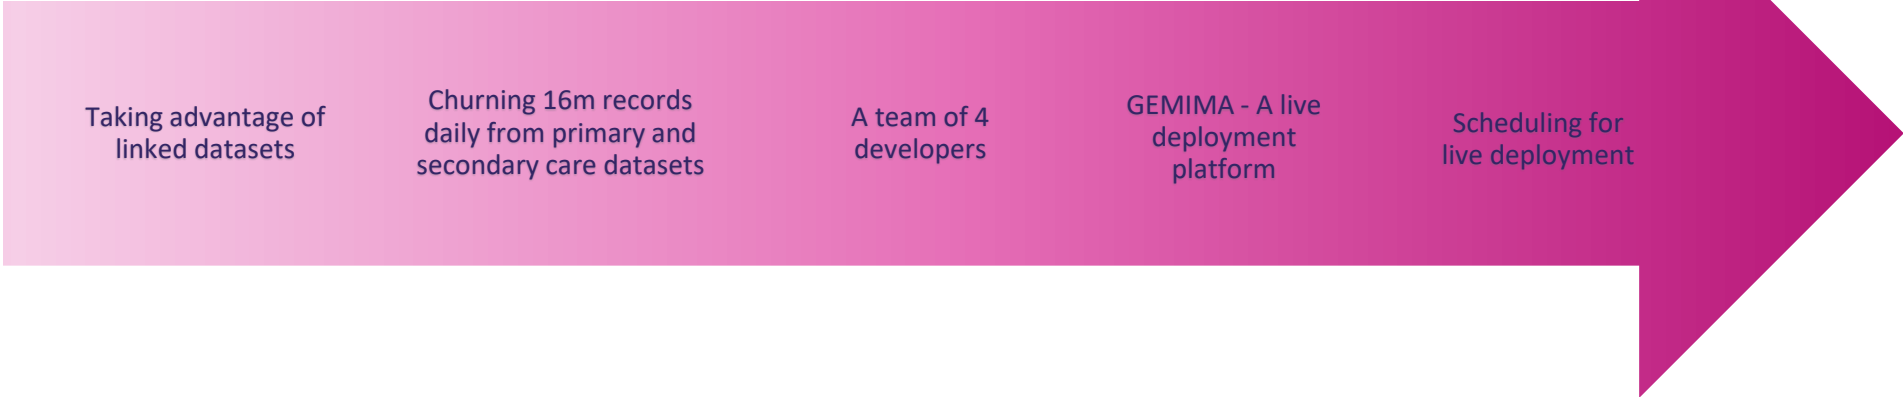 Taking advantage of
linked datasets
Churning 16m records
daily from primary and
secondary care datasets
A team of 4
developers
GEMIMA - A live
deployment
platform
Scheduling for
live deployment